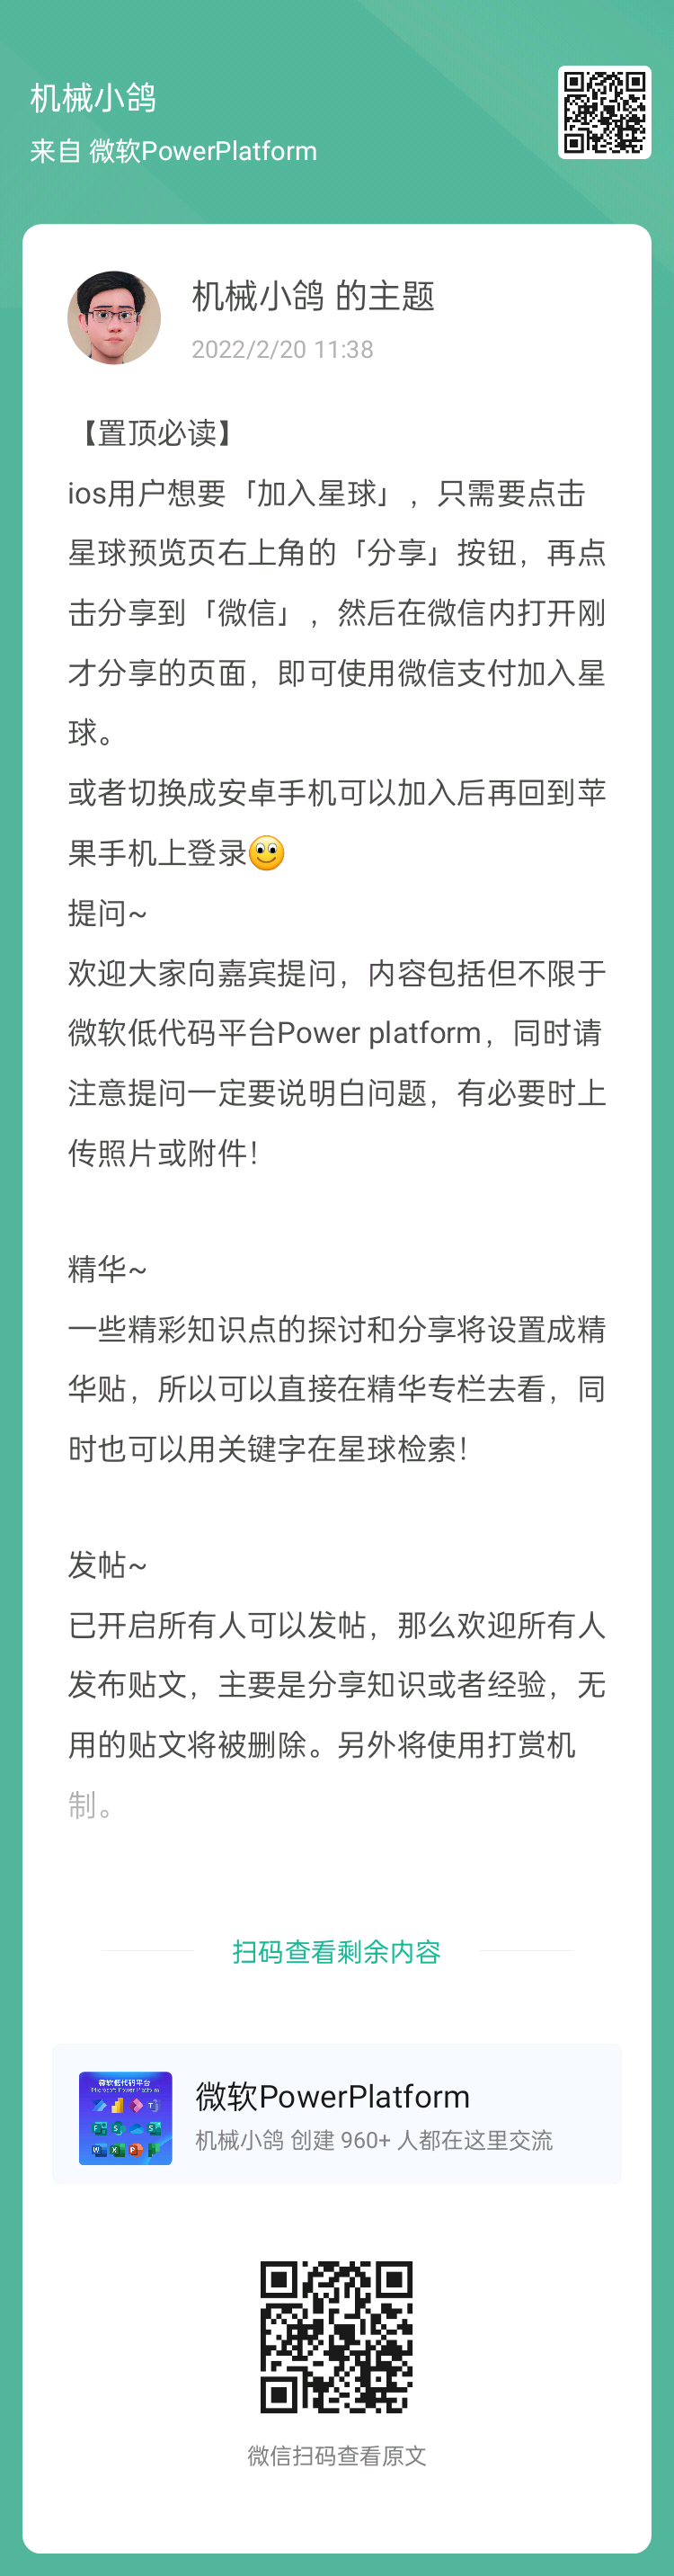 机械小鸽
来自 微软PowerPlatform
机械小鸽 的主题
2022/2/20 11:38
【置顶必读】
ios用户想要「加入星球」，只需要点击
星球预览页右上角的「分享」按钮，再点
击分享到「微信」，然后在微信内打开刚
才分享的页面，即可使用微信支付加入星
球。
或者切换成安卓手机可以加入后再回到苹
果手机上登录🙂
提问~
欢迎大家向嘉宾提问，内容包括但不限于
微软低代码平台Power platform，同时请
注意提问一定要说明白问题，有必要时上
传照片或附件！
精华~
一些精彩知识点的探讨和分享将设置成精
华贴，所以可以直接在精华专栏去看，同
时也可以用关键字在星球检索！
发帖~
已开启所有人可以发帖，那么欢迎所有人
发布贴文，主要是分享知识或者经验，无
用的贴文将被删除。另外将使用打赏机
制。
扫码查看剩余内容
微软低代码平台
Microsoft Power Platform
微软PowerPlatform
机械小鸽 创建 960+ 人都在这里交流
微信扫码查看原文